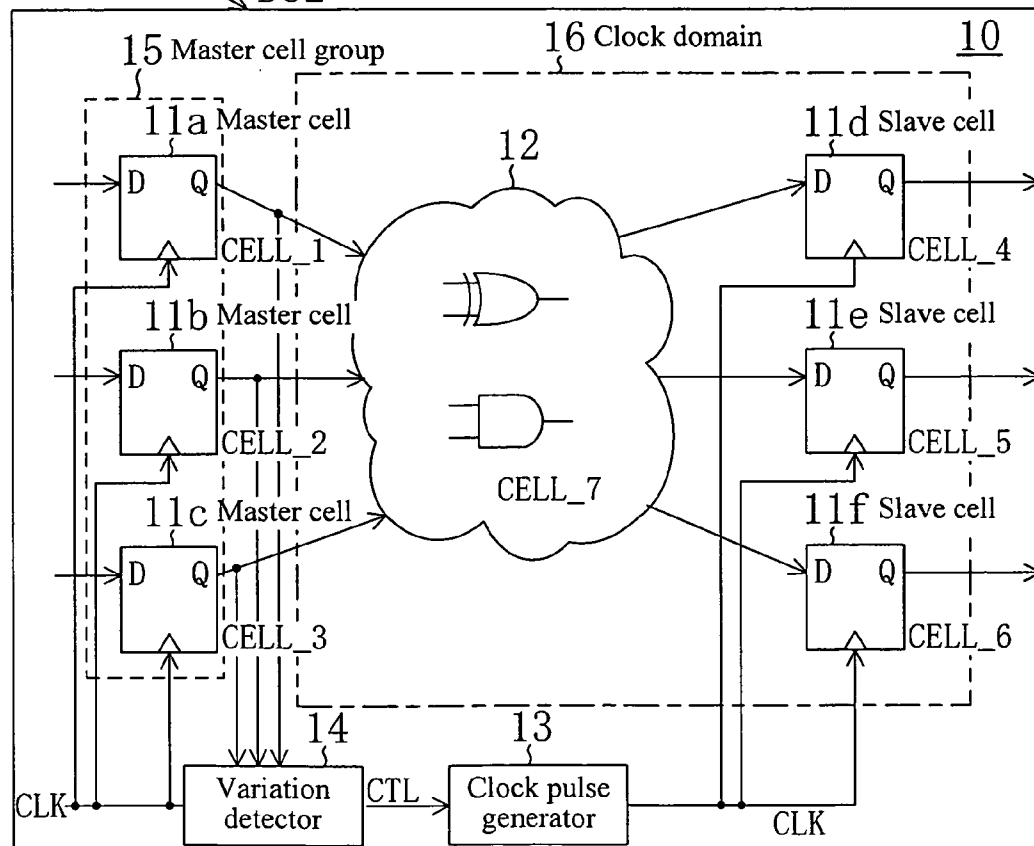 15 Master cell group
16 Clock domain
10
11a Master cell
D Q
CELL_1
12
11d Slave cell
D Q
CELL_4
11b Master cell
D Q
CELL_2
11e Slave cell
D Q
CELL_5
CELL_7
11c Master cell
D Q
CELL_3
11f Slave cell
D Q
CELL_6
14
13
CLK
Variation
detector
CTL
Clock pulse
generator
CLK